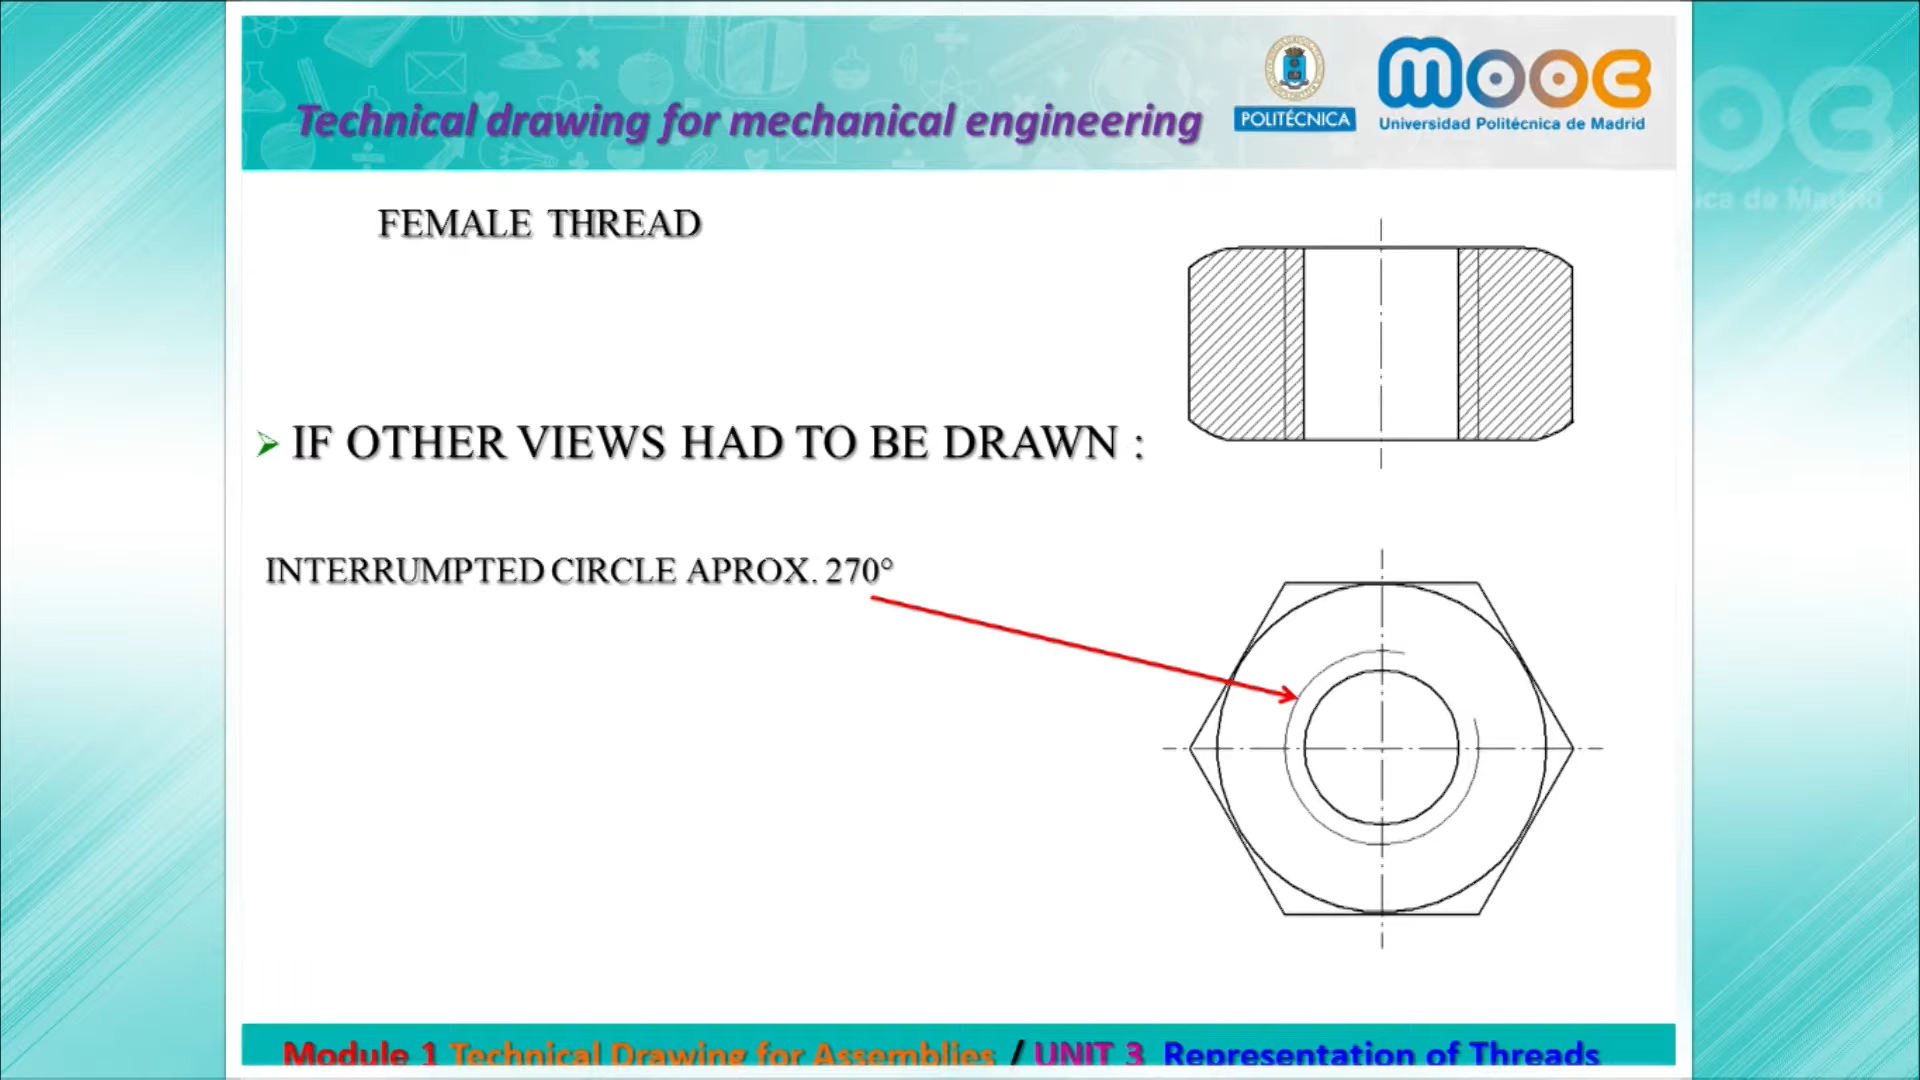 Technical drawing for mechanical engineering
POLITÉCNICA
mooc
Universidad Politécnica de Madrid
FEMALE THREAD
IF OTHER VIEWS HAD TO BE DRAWN :
INTERRUMPTED CIRCLE APROX. 270°
Module 1 Technical Drawing for Assemblies / UNIT 3 Representation of Threads